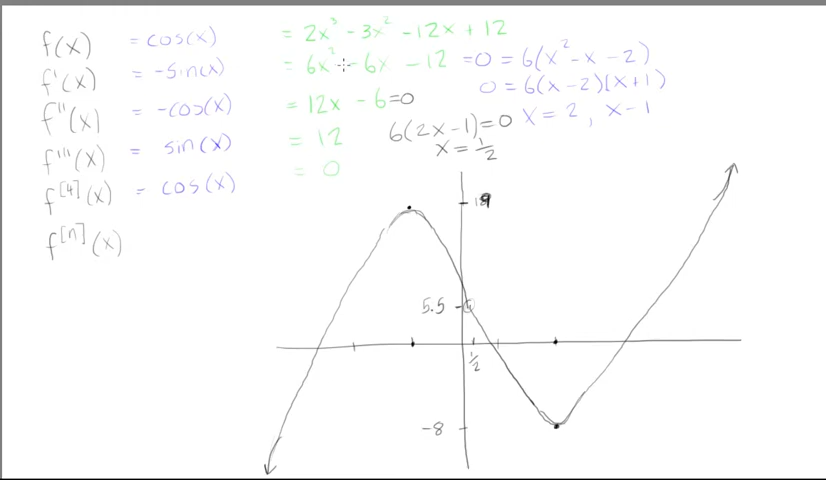 f(x) = cos(x) = 2x³ - 3x² - 12x + 12
f'(x) = -sin(x) = 6x² - 6x - 12 = 0 = 6(x² - x - 2)
0 = 6(x-2)(x+1)
f''(x) = -cos(x) = 12x - 6 = 0 x = 2, x - 1
6(2x-1) = 0
f'''(x) = sin(x) = 12
x = 1/2
f[4](x) = cos(x) = 0
f[n](x)
19
5.5
1/2
-8